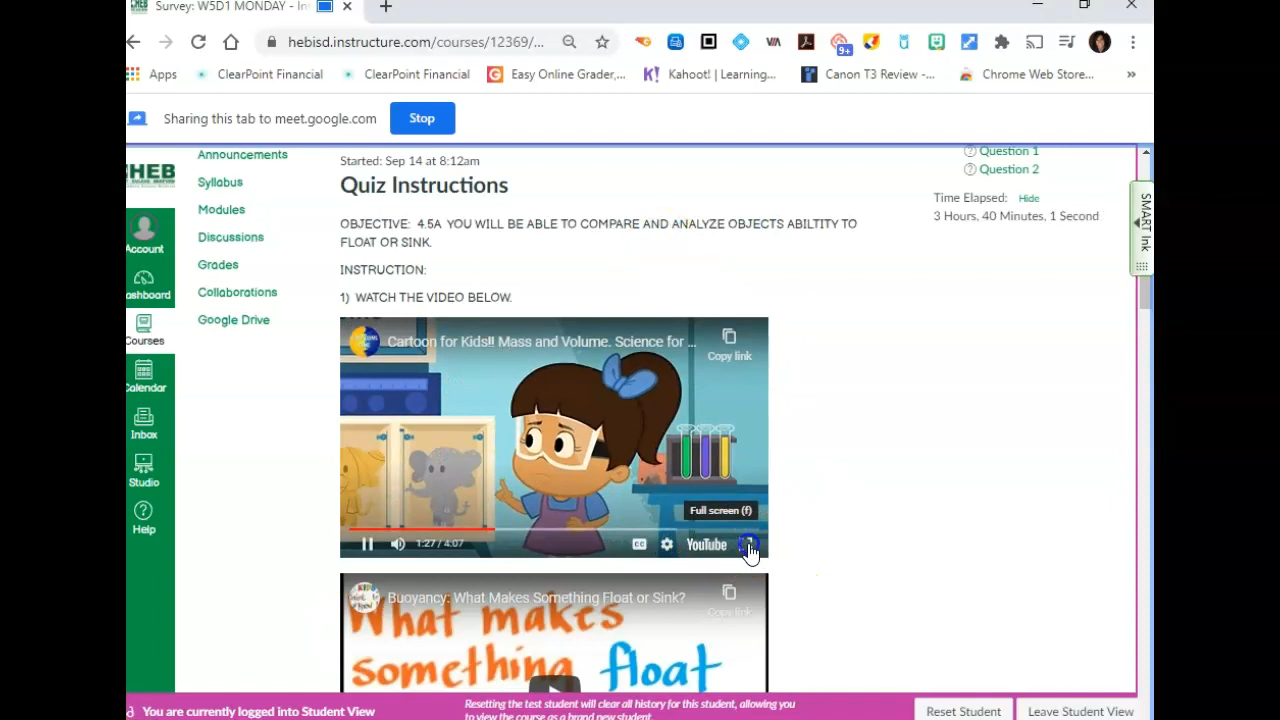 CHEB
Survey: W5D1 MONDAY - In
hebisd.instructure.com/courses/12369/...
VIA
9+
Apps
ClearPoint Financial
ClearPoint Financial
Easy Online Grader,...
Kahoot! | Learning...
Canon T3 Review -...
Chrome Web Store...
»
Sharing this tab to meet.google.com
Stop
HEB
Account
ashboard
Courses
Calendar
Inbox
Studio
Help
Announcements
Syllabus
Modules
Discussions
Grades
Collaborations
Google Drive
Started: Sep 14 at 8:12am
Quiz Instructions
OBJECTIVE: 4.5A YOU WILL BE ABLE TO COMPARE AND ANALYZE OBJECTS ABILTITY TO
FLOAT OR SINK.
INSTRUCTION:
1) WATCH THE VIDEO BELOW.
Cartoon for Kids!! Mass and Volume. Science for ...
Copy link
Full screen (f)
1:27 / 4:07
CC
YouTube
Buoyancy: What Makes Something Float or Sink?
Copy link
What makes
something float
Question 1
Question 2
Time Elapsed: Hide
3 Hours, 40 Minutes, 1 Second
SMART Ink
You are currently logged into Student View
Resetting the test student will clear all history for this student, allowing you
to view the course as a brand new student.
Reset Student
Leave Student View